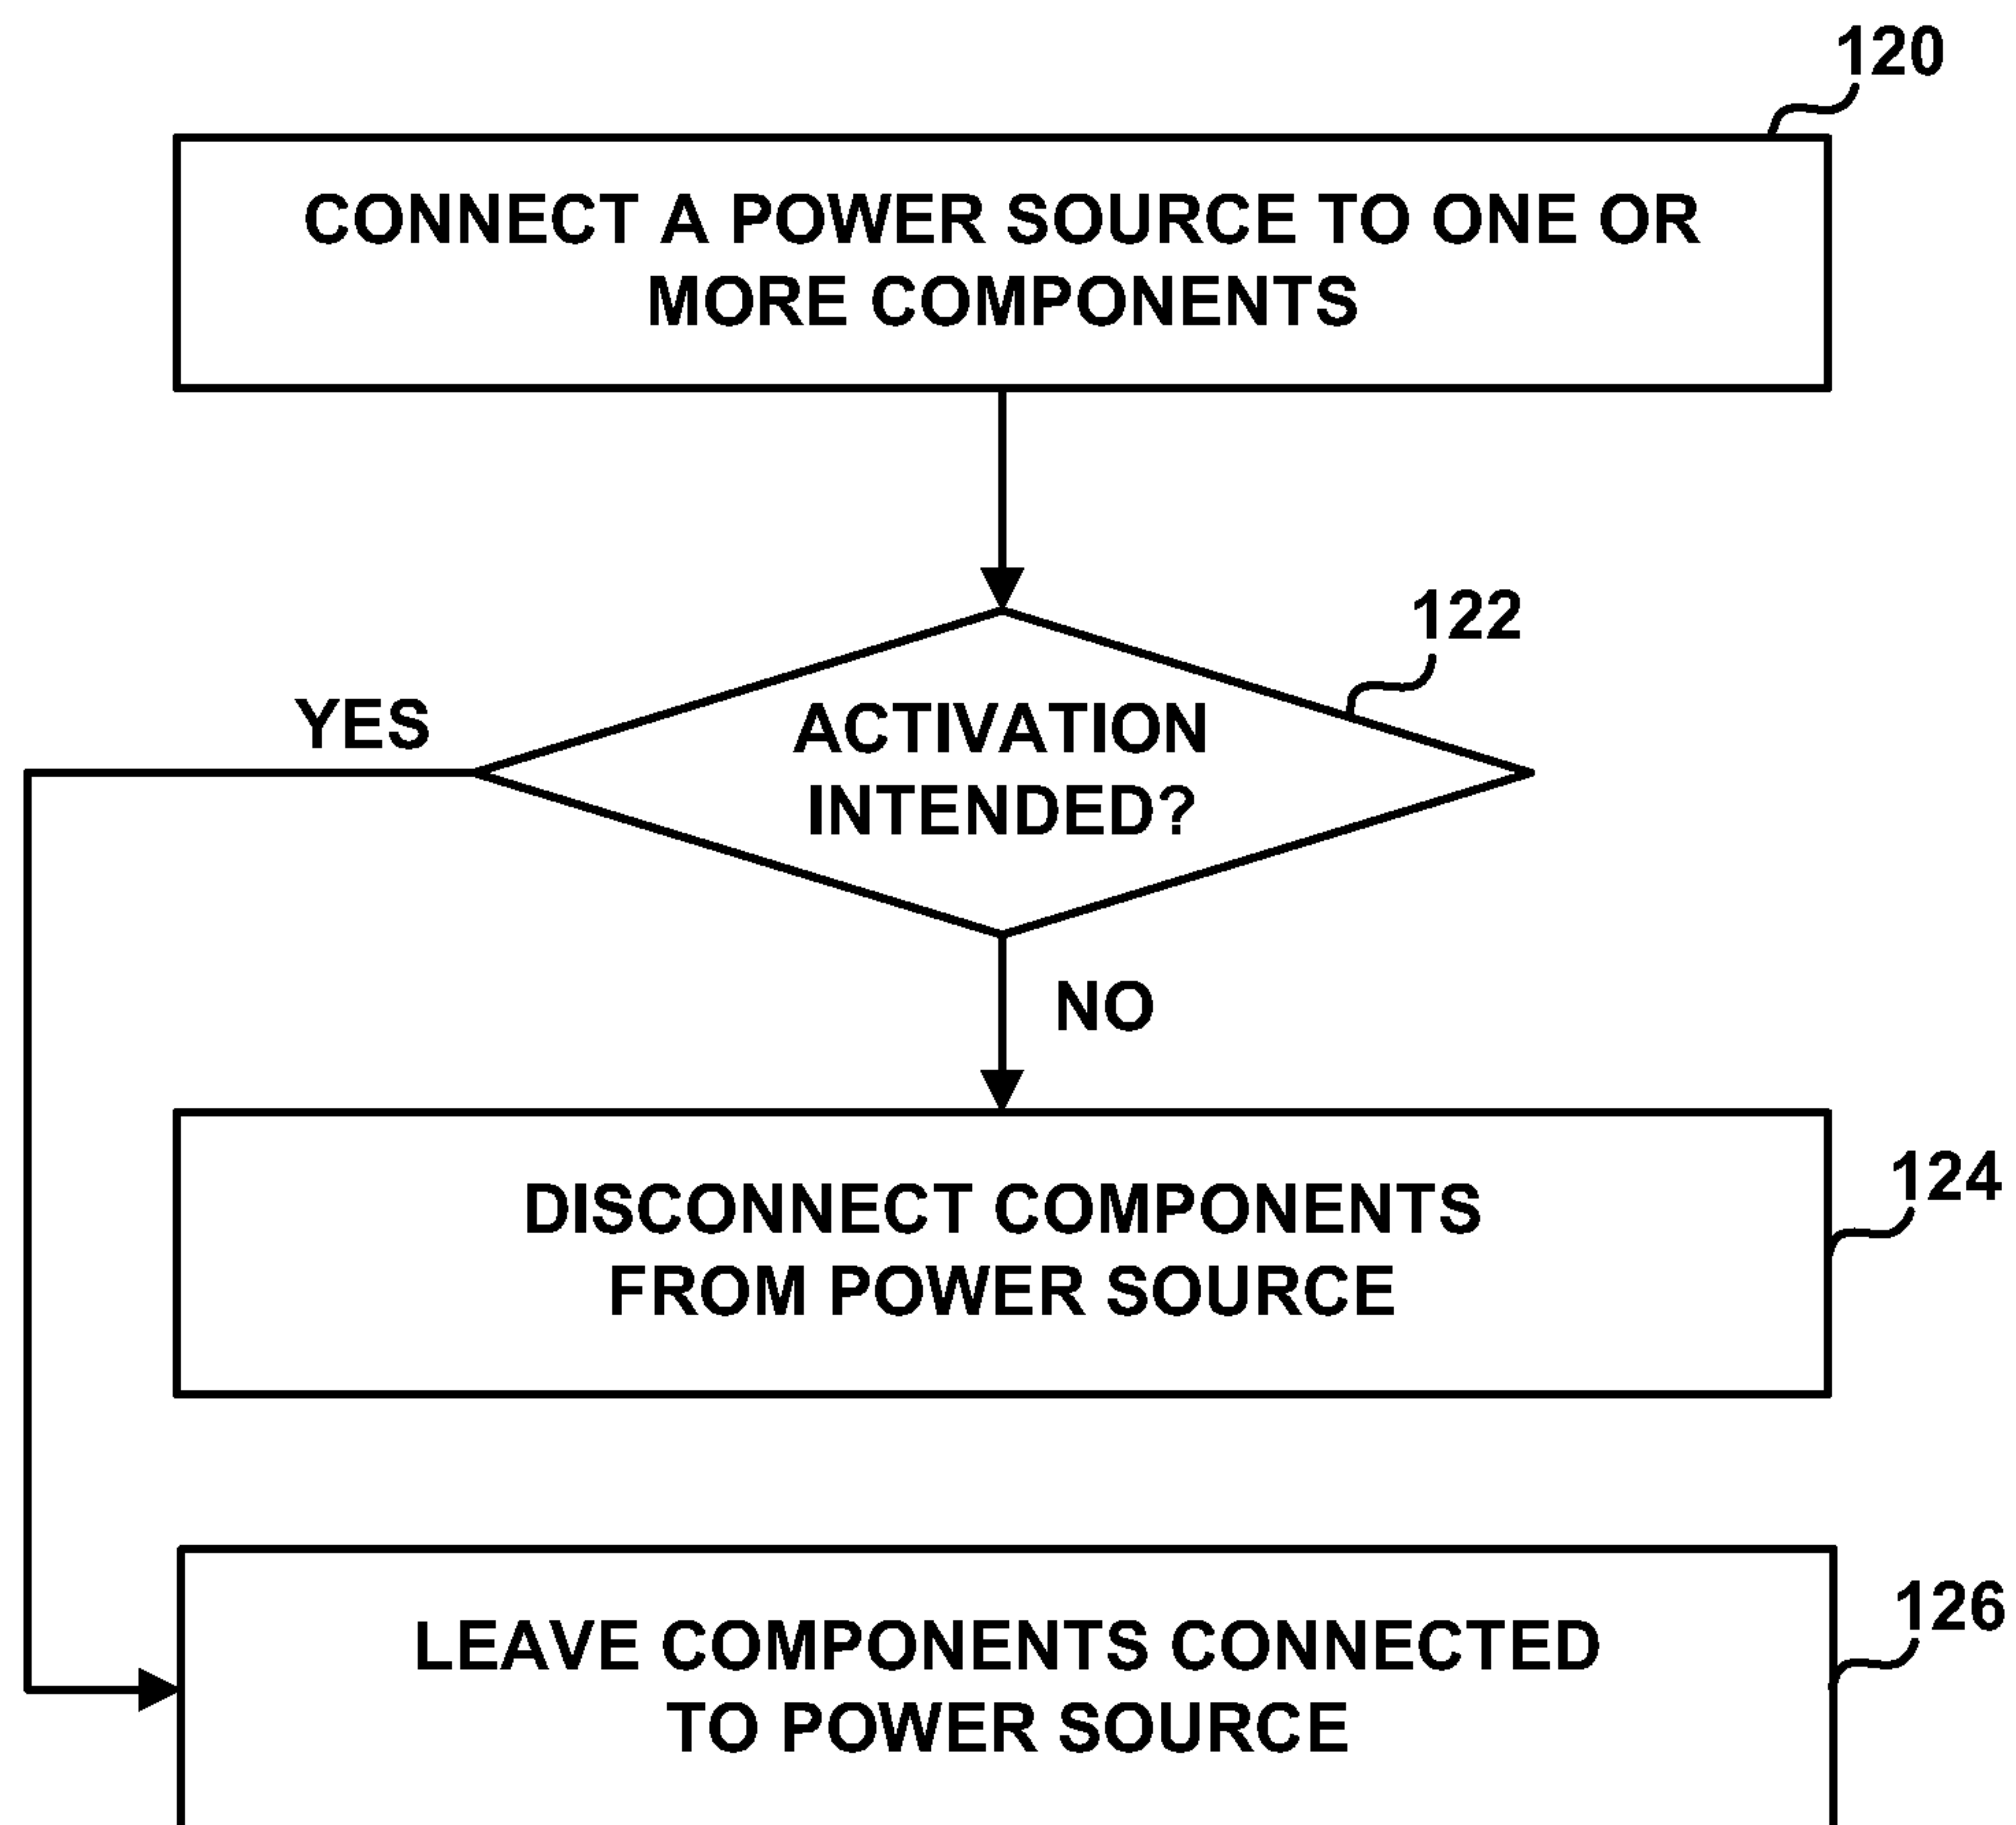 120
CONNECT A POWER SOURCE TO ONE OR
MORE COMPONENTS
122
YES
ACTIVATION
INTENDED?
NO
124
DISCONNECT COMPONENTS
FROM POWER SOURCE
126
LEAVE COMPONENTS CONNECTED
TO POWER SOURCE